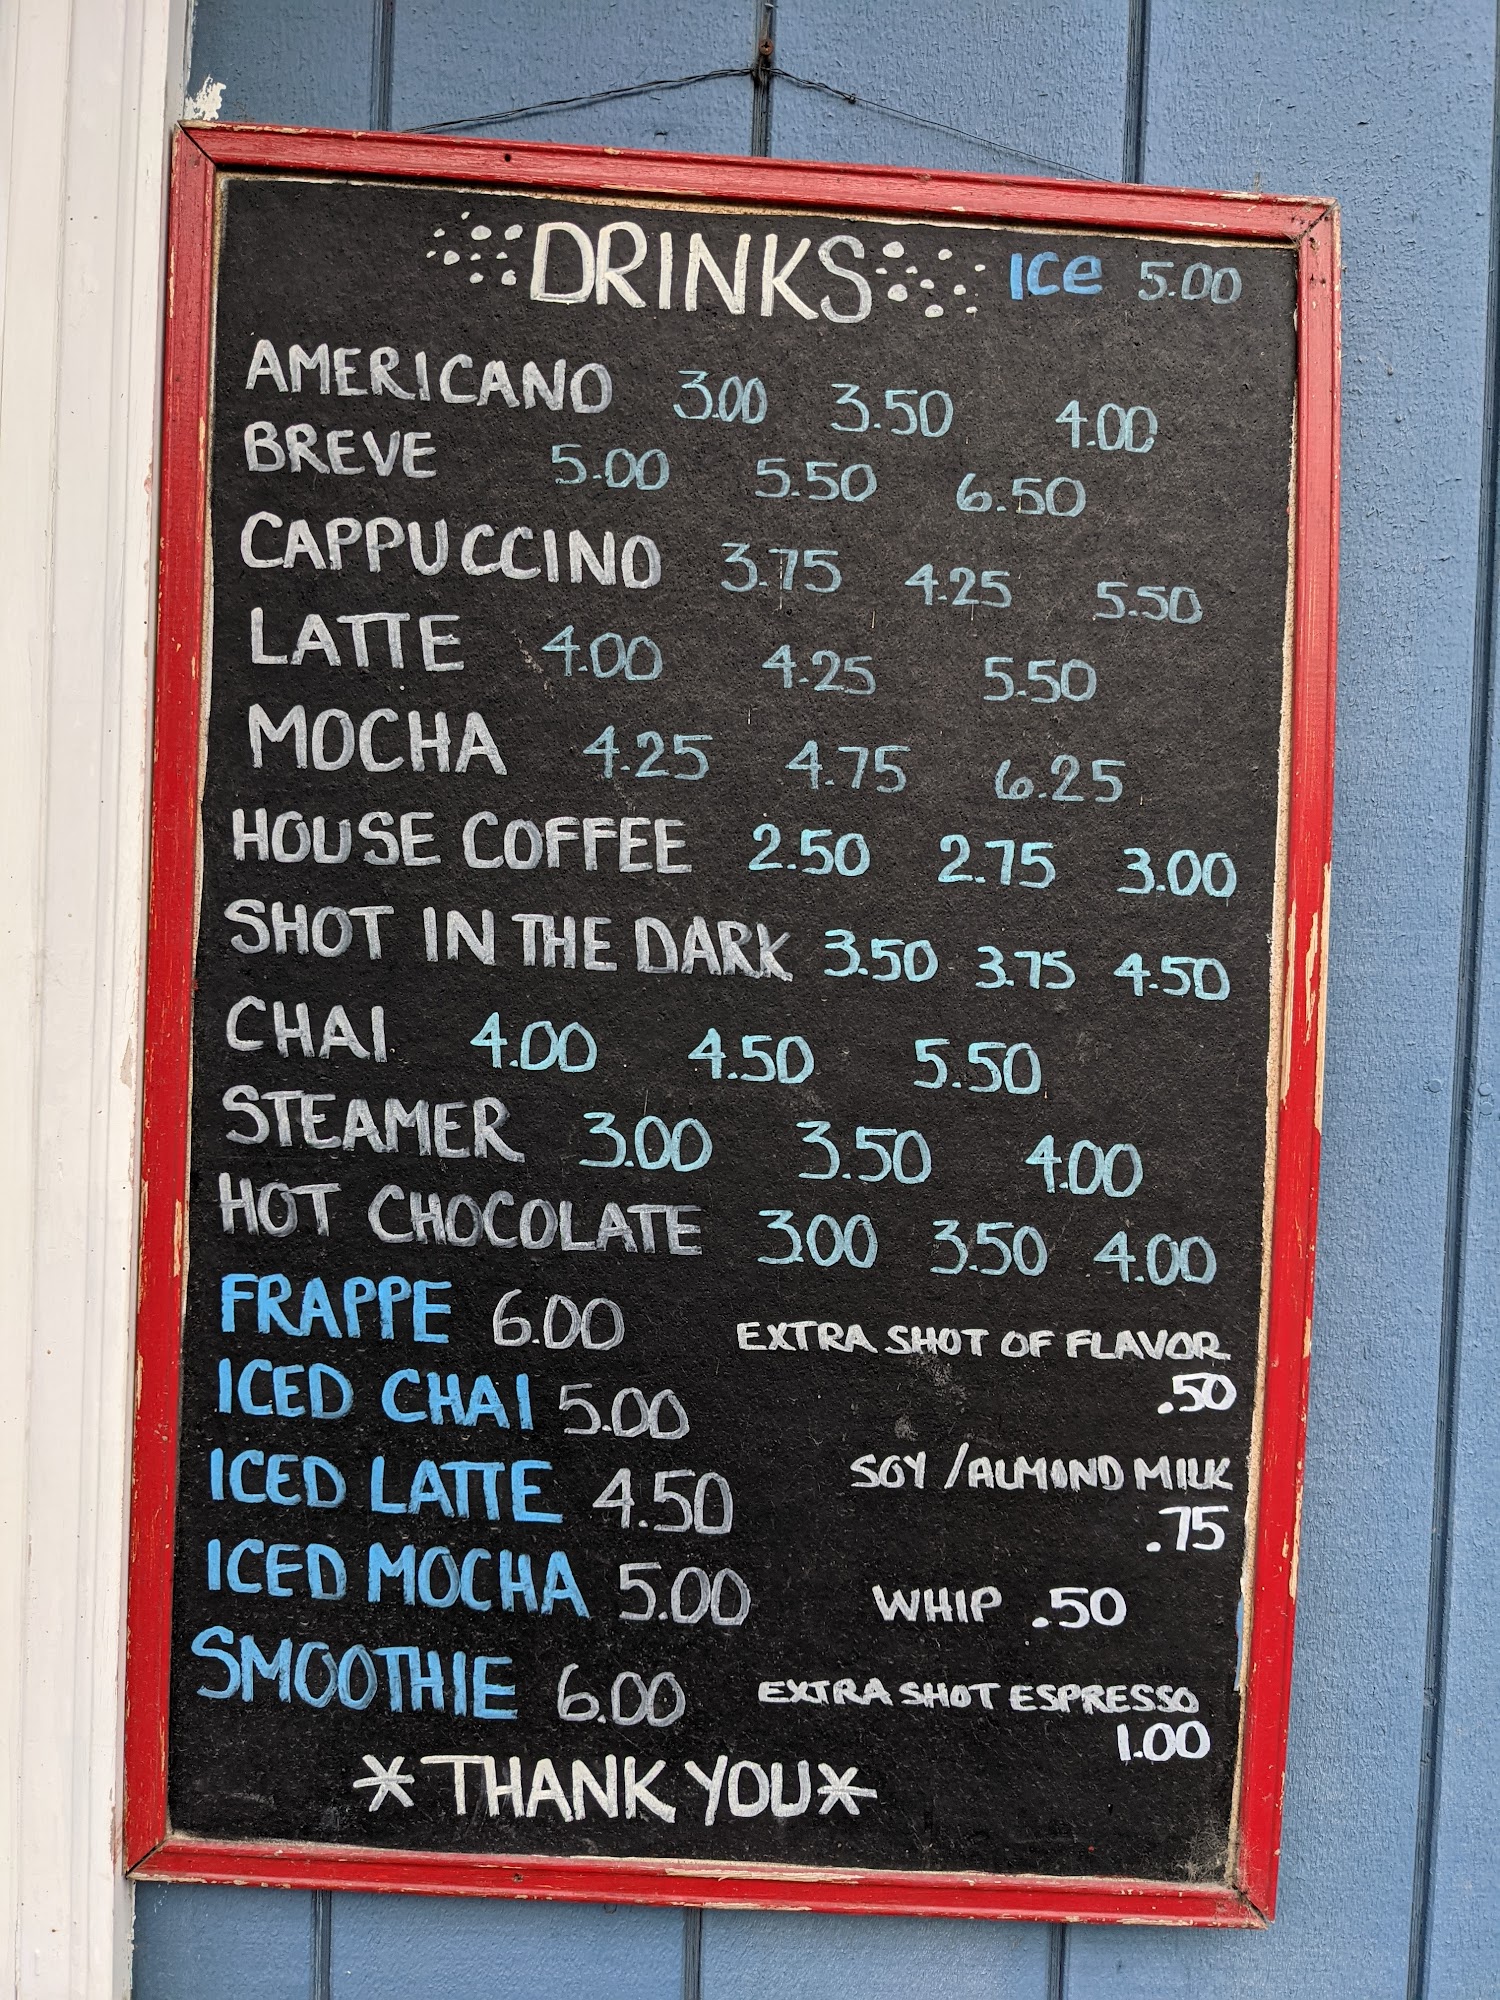 DRINKS ICe 5.00
AMERICANO 3.00 3.50 4.00
BREVE 5.00 5.50 6.50
CAPPUCCINO 3.75 4.25 5.50
LATTE 4.00 4.25 5.50
MOCHA 4.25 4.75 6.25
HOUSE COFFEE 2.50 2.75 3.00
SHOT IN THE DARK 3.50 3.75 4.50
CHAI 4.00 4.50 5.50
STEAMER 3.00 3.50 4.00
HOT CHOCOLATE 3.00 3.50 4.00
FRAPPE 6.00
EXTRA SHOT OF FLAVOR
.50
ICED CHAI 5.00
ICED LATTE 4.50
SOY /ALMOND MILK
.75
ICED MOCHA 5.00
WHIP .50
SMOOTHIE 6.00
EXTRA SHOT ESPRESSO
1.00
*THANK YOU*